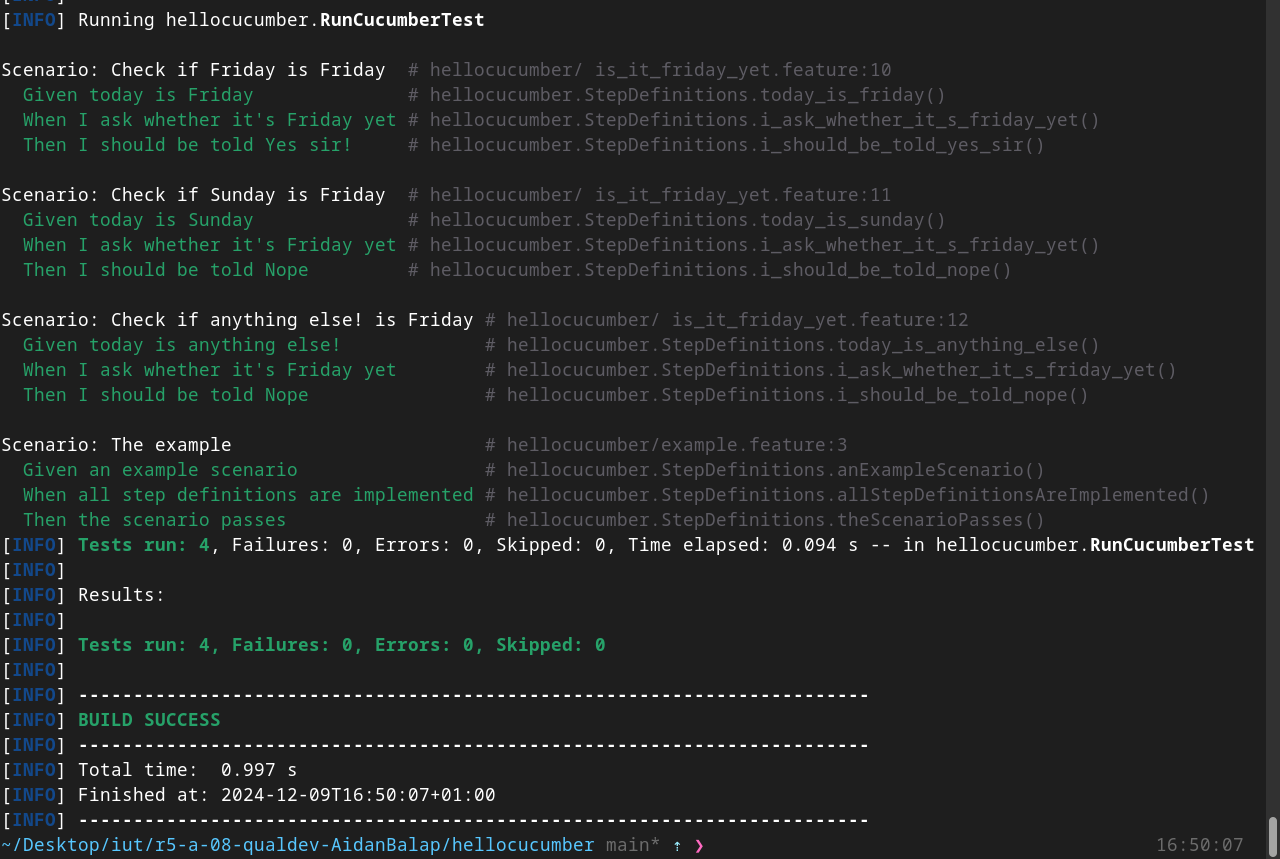 [INFO] Running hellocucumber.RunCucumberTest
Scenario: Check if Friday is Friday  # hellocucumber/ is_it_friday_yet.feature:10
  Given today is Friday              # hellocucumber.StepDefinitions.today_is_friday()
  When I ask whether it's Friday yet # hellocucumber.StepDefinitions.i_ask_whether_it_s_friday_yet()
  Then I should be told Yes sir!     # hellocucumber.StepDefinitions.i_should_be_told_yes_sir()
Scenario: Check if Sunday is Friday  # hellocucumber/ is_it_friday_yet.feature:11
  Given today is Sunday              # hellocucumber.StepDefinitions.today_is_sunday()
  When I ask whether it's Friday yet # hellocucumber.StepDefinitions.i_ask_whether_it_s_friday_yet()
  Then I should be told Nope         # hellocucumber.StepDefinitions.i_should_be_told_nope()
Scenario: Check if anything else! is Friday # hellocucumber/ is_it_friday_yet.feature:12
  Given today is anything else!             # hellocucumber.StepDefinitions.today_is_anything_else()
  When I ask whether it's Friday yet        # hellocucumber.StepDefinitions.i_ask_whether_it_s_friday_yet()
  Then I should be told Nope                # hellocucumber.StepDefinitions.i_should_be_told_nope()
Scenario: The example                       # hellocucumber/example.feature:3
  Given an example scenario                 # hellocucumber.StepDefinitions.anExampleScenario()
  When all step definitions are implemented # hellocucumber.StepDefinitions.allStepDefinitionsAreImplemented()
  Then the scenario passes                  # hellocucumber.StepDefinitions.theScenarioPasses()
[INFO] Tests run: 4, Failures: 0, Errors: 0, Skipped: 0, Time elapsed: 0.094 s -- in hellocucumber.RunCucumberTest
[INFO]
[INFO] Results:
[INFO]
[INFO] Tests run: 4, Failures: 0, Errors: 0, Skipped: 0
[INFO]
[INFO] ------------------------------------------------------------------------
[INFO] BUILD SUCCESS
[INFO] ------------------------------------------------------------------------
[INFO] Total time:  0.997 s
[INFO] Finished at: 2024-12-09T16:50:07+01:00
[INFO] ------------------------------------------------------------------------
~/Desktop/iut/r5-a-08-qualdev-AidanBalap/hellocucumber main* ⇡ ❯ 16:50:07